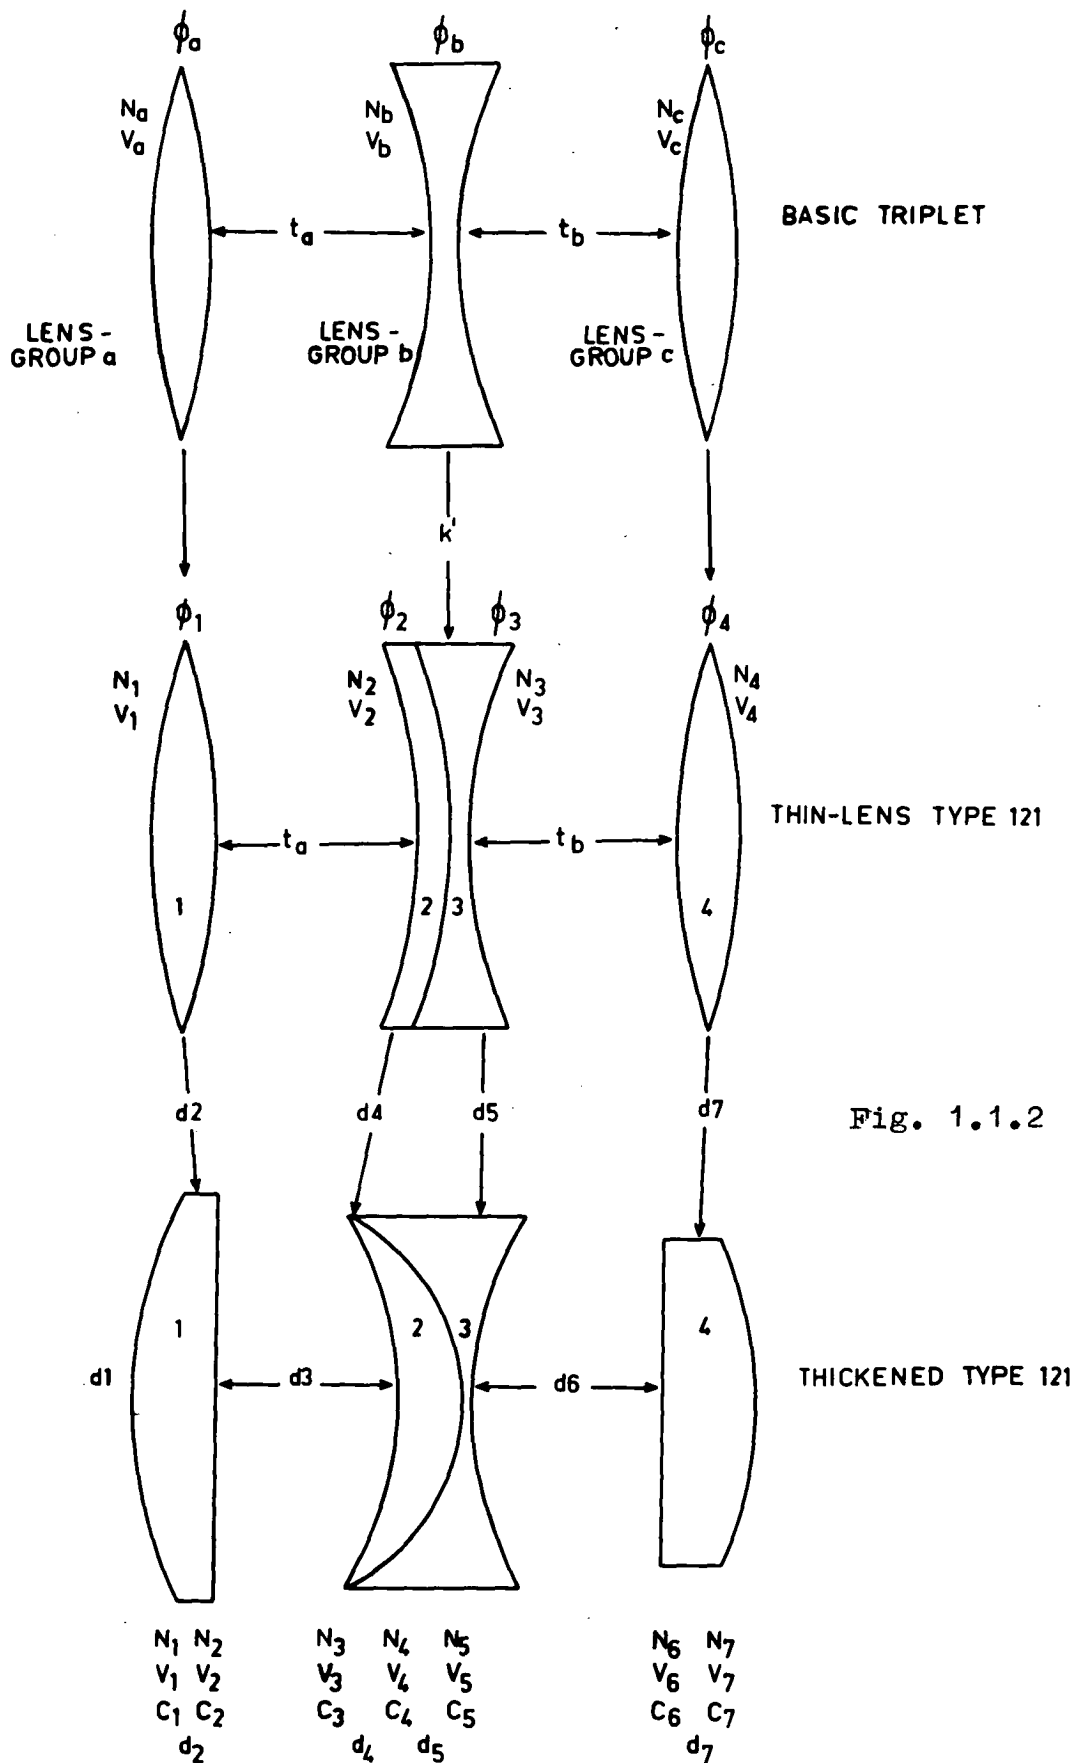 ϕa ϕb ϕc
Na Nb Nc
Va Vb Vc
BASIC TRIPLET
ta tb
LENS- LENS- LENS-
GROUP a GROUP b GROUP c
k'
ϕ1 ϕ2 ϕ3 ϕ4
N1 N2 N3 N4
V1 V2 V3 V4
THIN-LENS TYPE 121
ta tb
1 2 3 4
d2 d4 d5 d7
Fig. 1.1.2
1 2 3 4
d1 d3 d6
THICKENED TYPE 121
N1 N2 N3 N4 N5 N6 N7
V1 V2 V3 V4 V5 V6 V7
C1 C2 C3 C4 C5 C6 C7
d2 d4 d5 d7